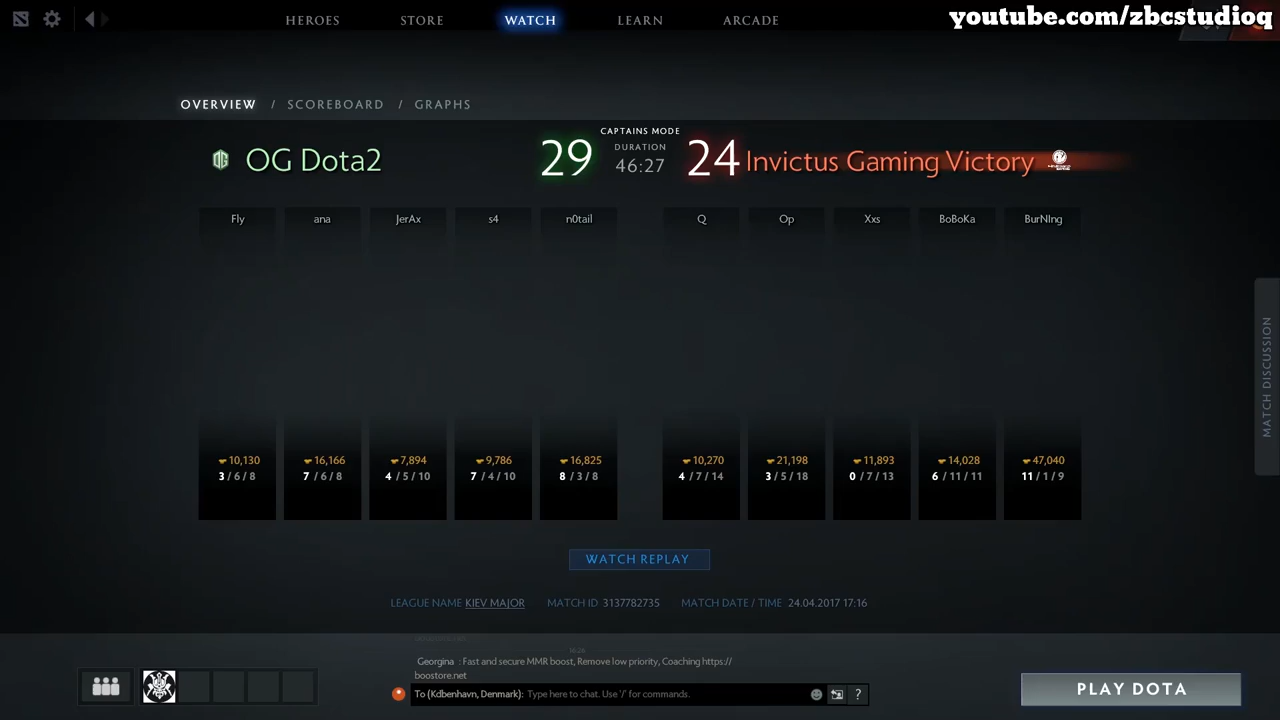 HEROES STORE WATCH LEARN ARCADE
youtube.com/zbcstudioq
OVERVIEW / SCOREBOARD / GRAPHS
CAPTAINS MODE
OG Dota2 29 DURATION 24 Invictus Gaming Victory
46:27
Fly ana JerAx s4 n0tail Q Op Xxs BoBoKa BurNIng
10,130 16,166 7,894 9,786 16,825 10,270 21,198 11,893 14,028 47,040
3 / 6 / 8 7 / 6 / 8 4 / 5 / 10 7 / 4 / 10 8 / 3 / 8 4 / 7 / 14 3 / 5 / 18 0 / 7 / 13 6 / 11 / 11 11 / 1 / 9
MATCH DISCUSSION
WATCH REPLAY
LEAGUE NAME KIEV MAJOR MATCH ID 3137782735 MATCH DATE / TIME 24.04.2017 17:16
Georgina : Fast and secure MMR boost, Remove low priority, Coaching https://
boostore.net
To (Kdbenhavn, Denmark): Type here to chat. Use '/' for commands. ?
PLAY DOTA